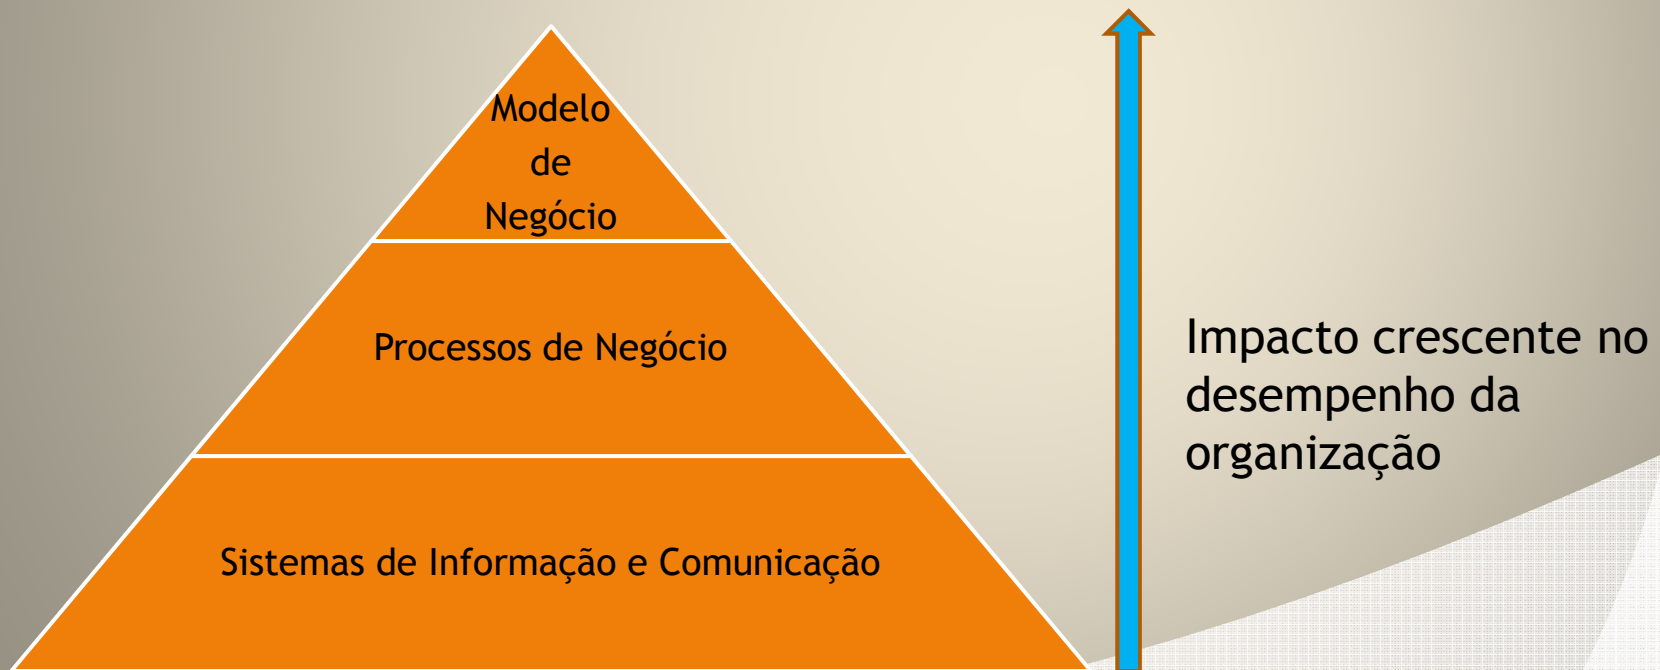 Modelo
de
Negócio
Processos de Negócio
Sistemas de Informação e Comunicação
Impacto crescente no
desempenho da
organização